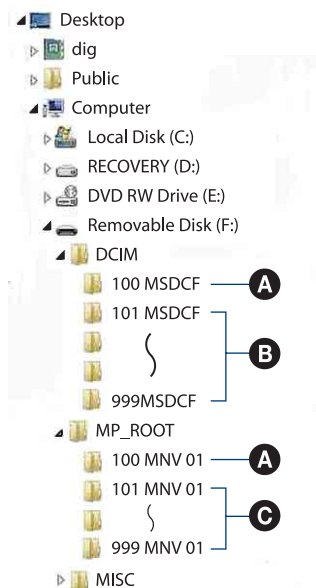 Desktop
dig
Public
Computer
Local Disk (C:)
RECOVERY (D:)
DVD RW Drive (E:)
Removable Disk (F:)
DCIM
100 MSDCF A
101 MSDCF
B
999MSDCF
MP_ROOT
100 MNV 01 A
101 MNV 01
C
999 MNV 01
MISC